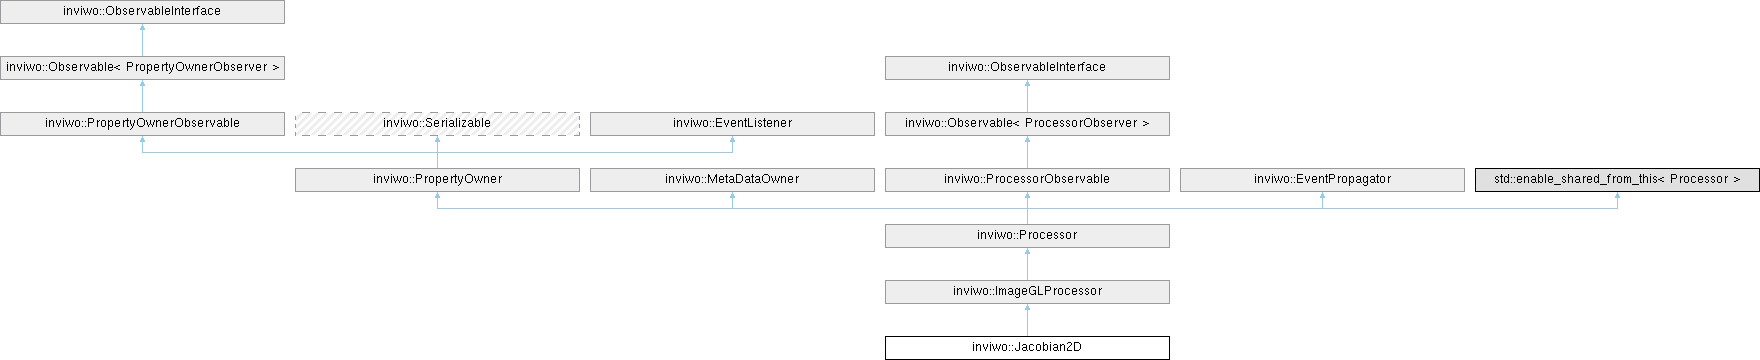 inviwo::ObservableInterface
inviwo::Observable< PropertyOwnerObserver >
inviwo::ObservableInterface
inviwo::PropertyOwnerObservable
inviwo::Serializable
inviwo::EventListener
inviwo::Observable< ProcessorObserver >
inviwo::PropertyOwner
inviwo::MetaDataOwner
inviwo::ProcessorObservable
inviwo::EventPropagator
std::enable_shared_from_this< Processor >
inviwo::Processor
inviwo::ImageGLProcessor
inviwo::Jacobian2D